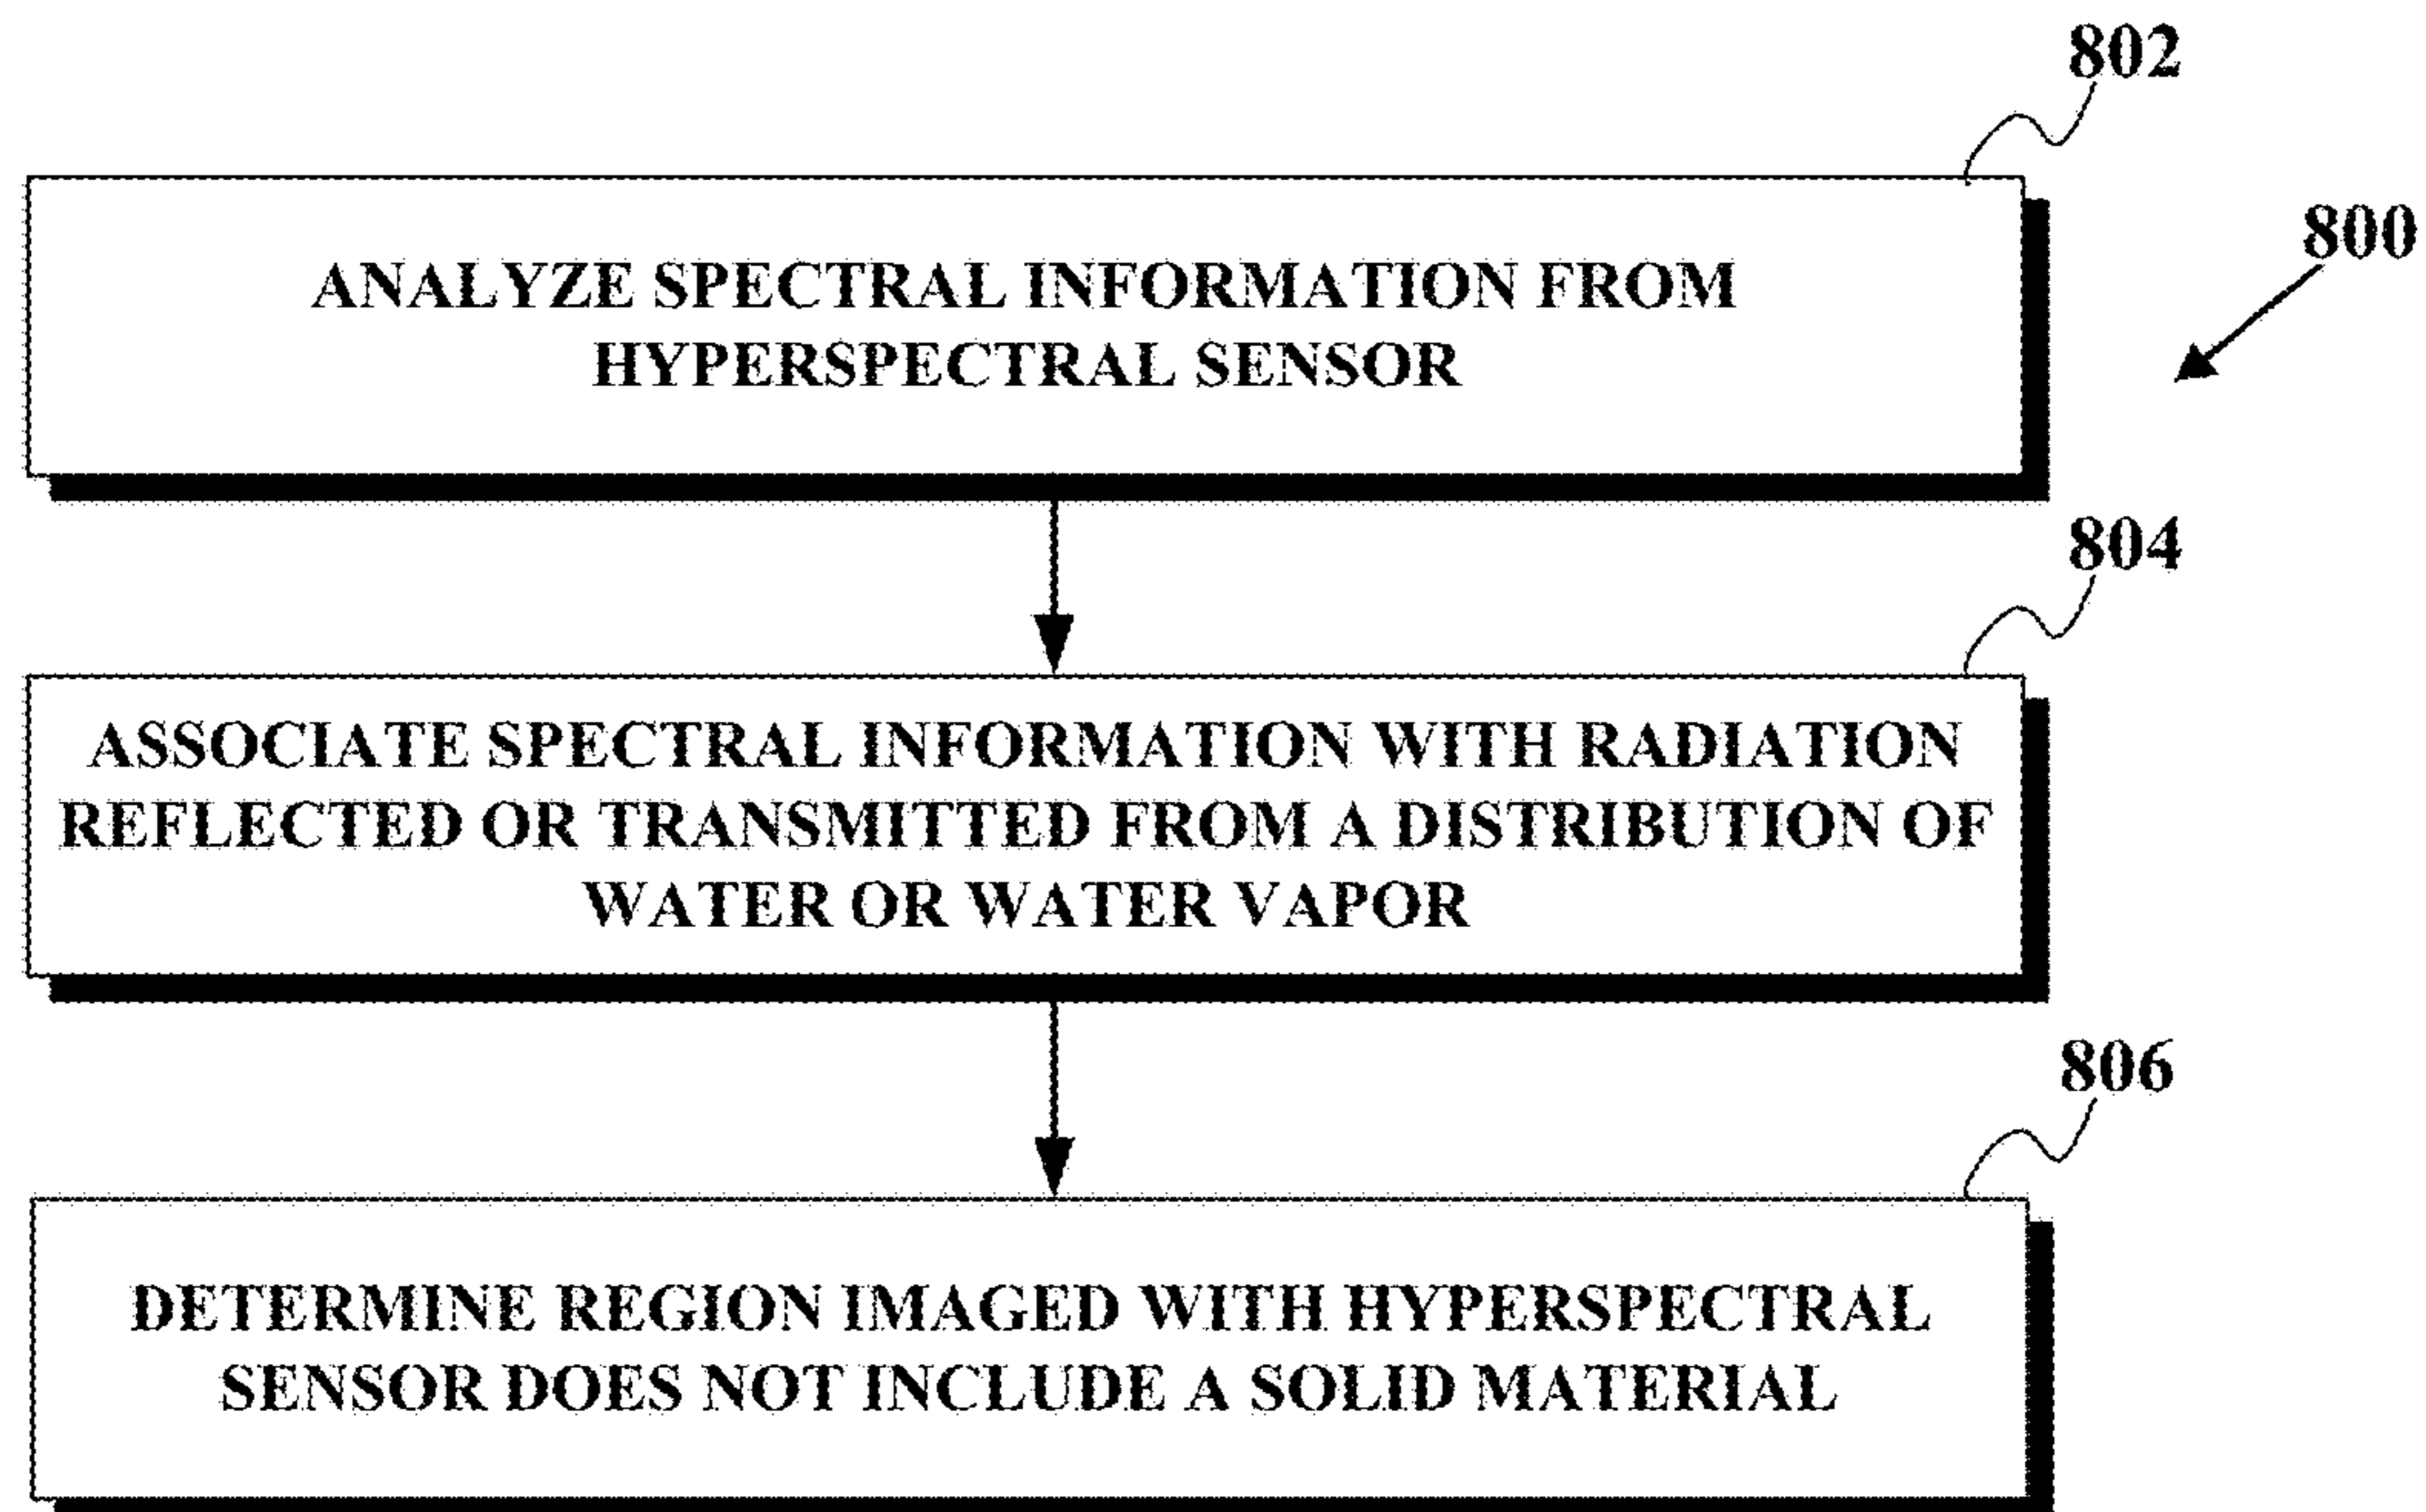 802
800
ANALYZE SPECTRAL INFORMATION FROM
HYPERSPECTRAL SENSOR
804
ASSOCIATE SPECTRAL INFORMATION WITH RADIATION
REFLECTED OR TRANSMITTED FROM A DISTRIBUTION OF
WATER OR WATER VAPOR
806
DETERMINE REGION IMAGED WITH HYPERSPECTRAL
SENSOR DOES NOT INCLUDE A SOLID MATERIAL